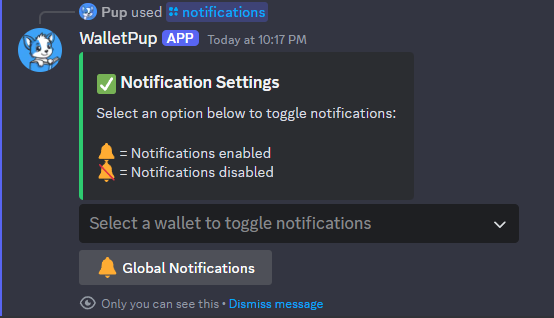 Pup used notifications
WalletPup APP Today at 10:17 PM
Notification Settings
Select an option below to toggle notifications:
= Notifications enabled
= Notifications disabled
Select a wallet to toggle notifications
Global Notifications
Only you can see this • Dismiss message